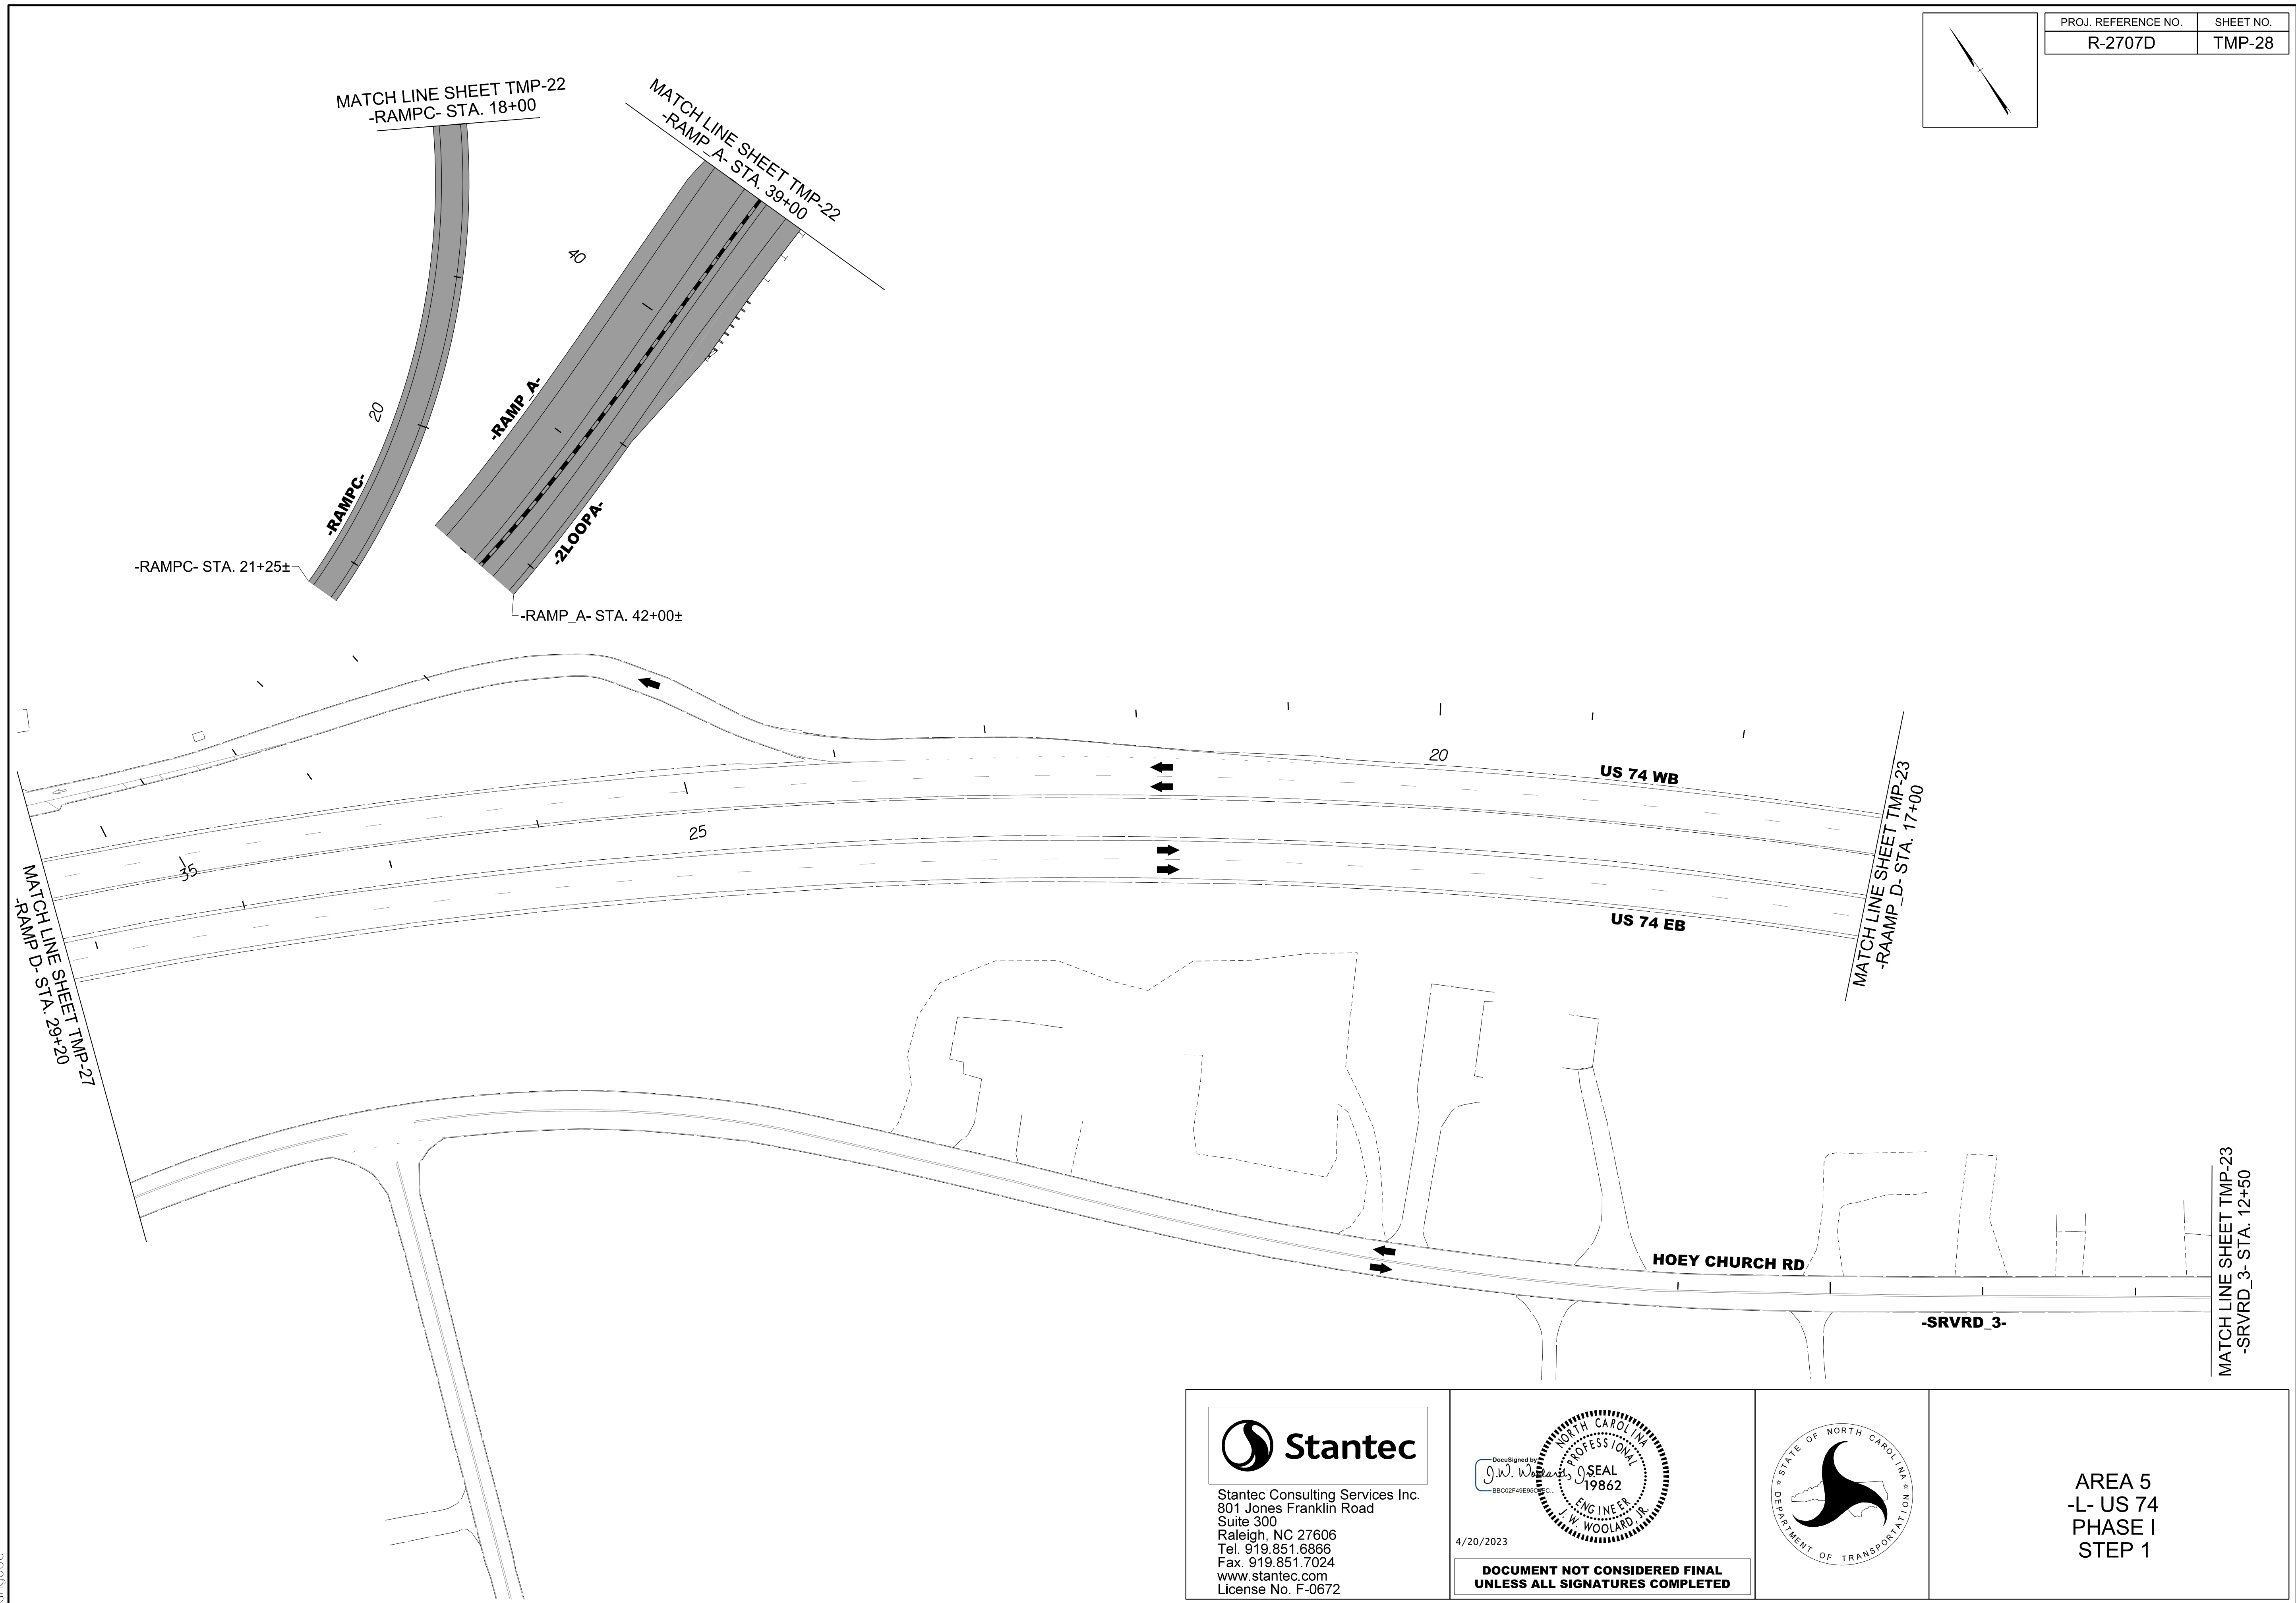 PROJ. REFERENCE NO.
SHEET NO.
R-2707D
TMP-28
MATCH LINE SHEET TMP-22
-RAMPC- STA. 18+00
MATCH LINE SHEET TMP-22
-RAMP_A- STA. 39+00
40
20
-RAMP_A-
-RAMPC-
-2LOOPA-
-RAMPC- STA. 21+25±
-RAMP_A- STA. 42+00±
20
US 74 WB
25
35
US 74 EB
MATCH LINE SHEET TMP-27
-RAMP D- STA. 29+20
MATCH LINE SHEET TMP-23
-RAAMP_D- STA. 17+00
HOEY CHURCH RD
-SRVRD_3-
MATCH LINE SHEET TMP-23
-SRVRD_3- STA. 12+50
Stantec
Stantec Consulting Services Inc.
801 Jones Franklin Road
Suite 300
Raleigh, NC 27606
Tel. 919.851.6866
Fax. 919.851.7024
www.stantec.com
License No. F-0672
DocuSigned by
J.W. Woolard, Jr.
NORTH CAROLINA
PROFESSIONAL
SEAL
19862
ENGINEER
J. W. WOOLARD, JR.
4/20/2023
DOCUMENT NOT CONSIDERED FINAL
UNLESS ALL SIGNATURES COMPLETED
STATE OF NORTH CAROLINA
DEPARTMENT OF TRANSPORTATION
AREA 5
-L- US 74
PHASE I
STEP 1